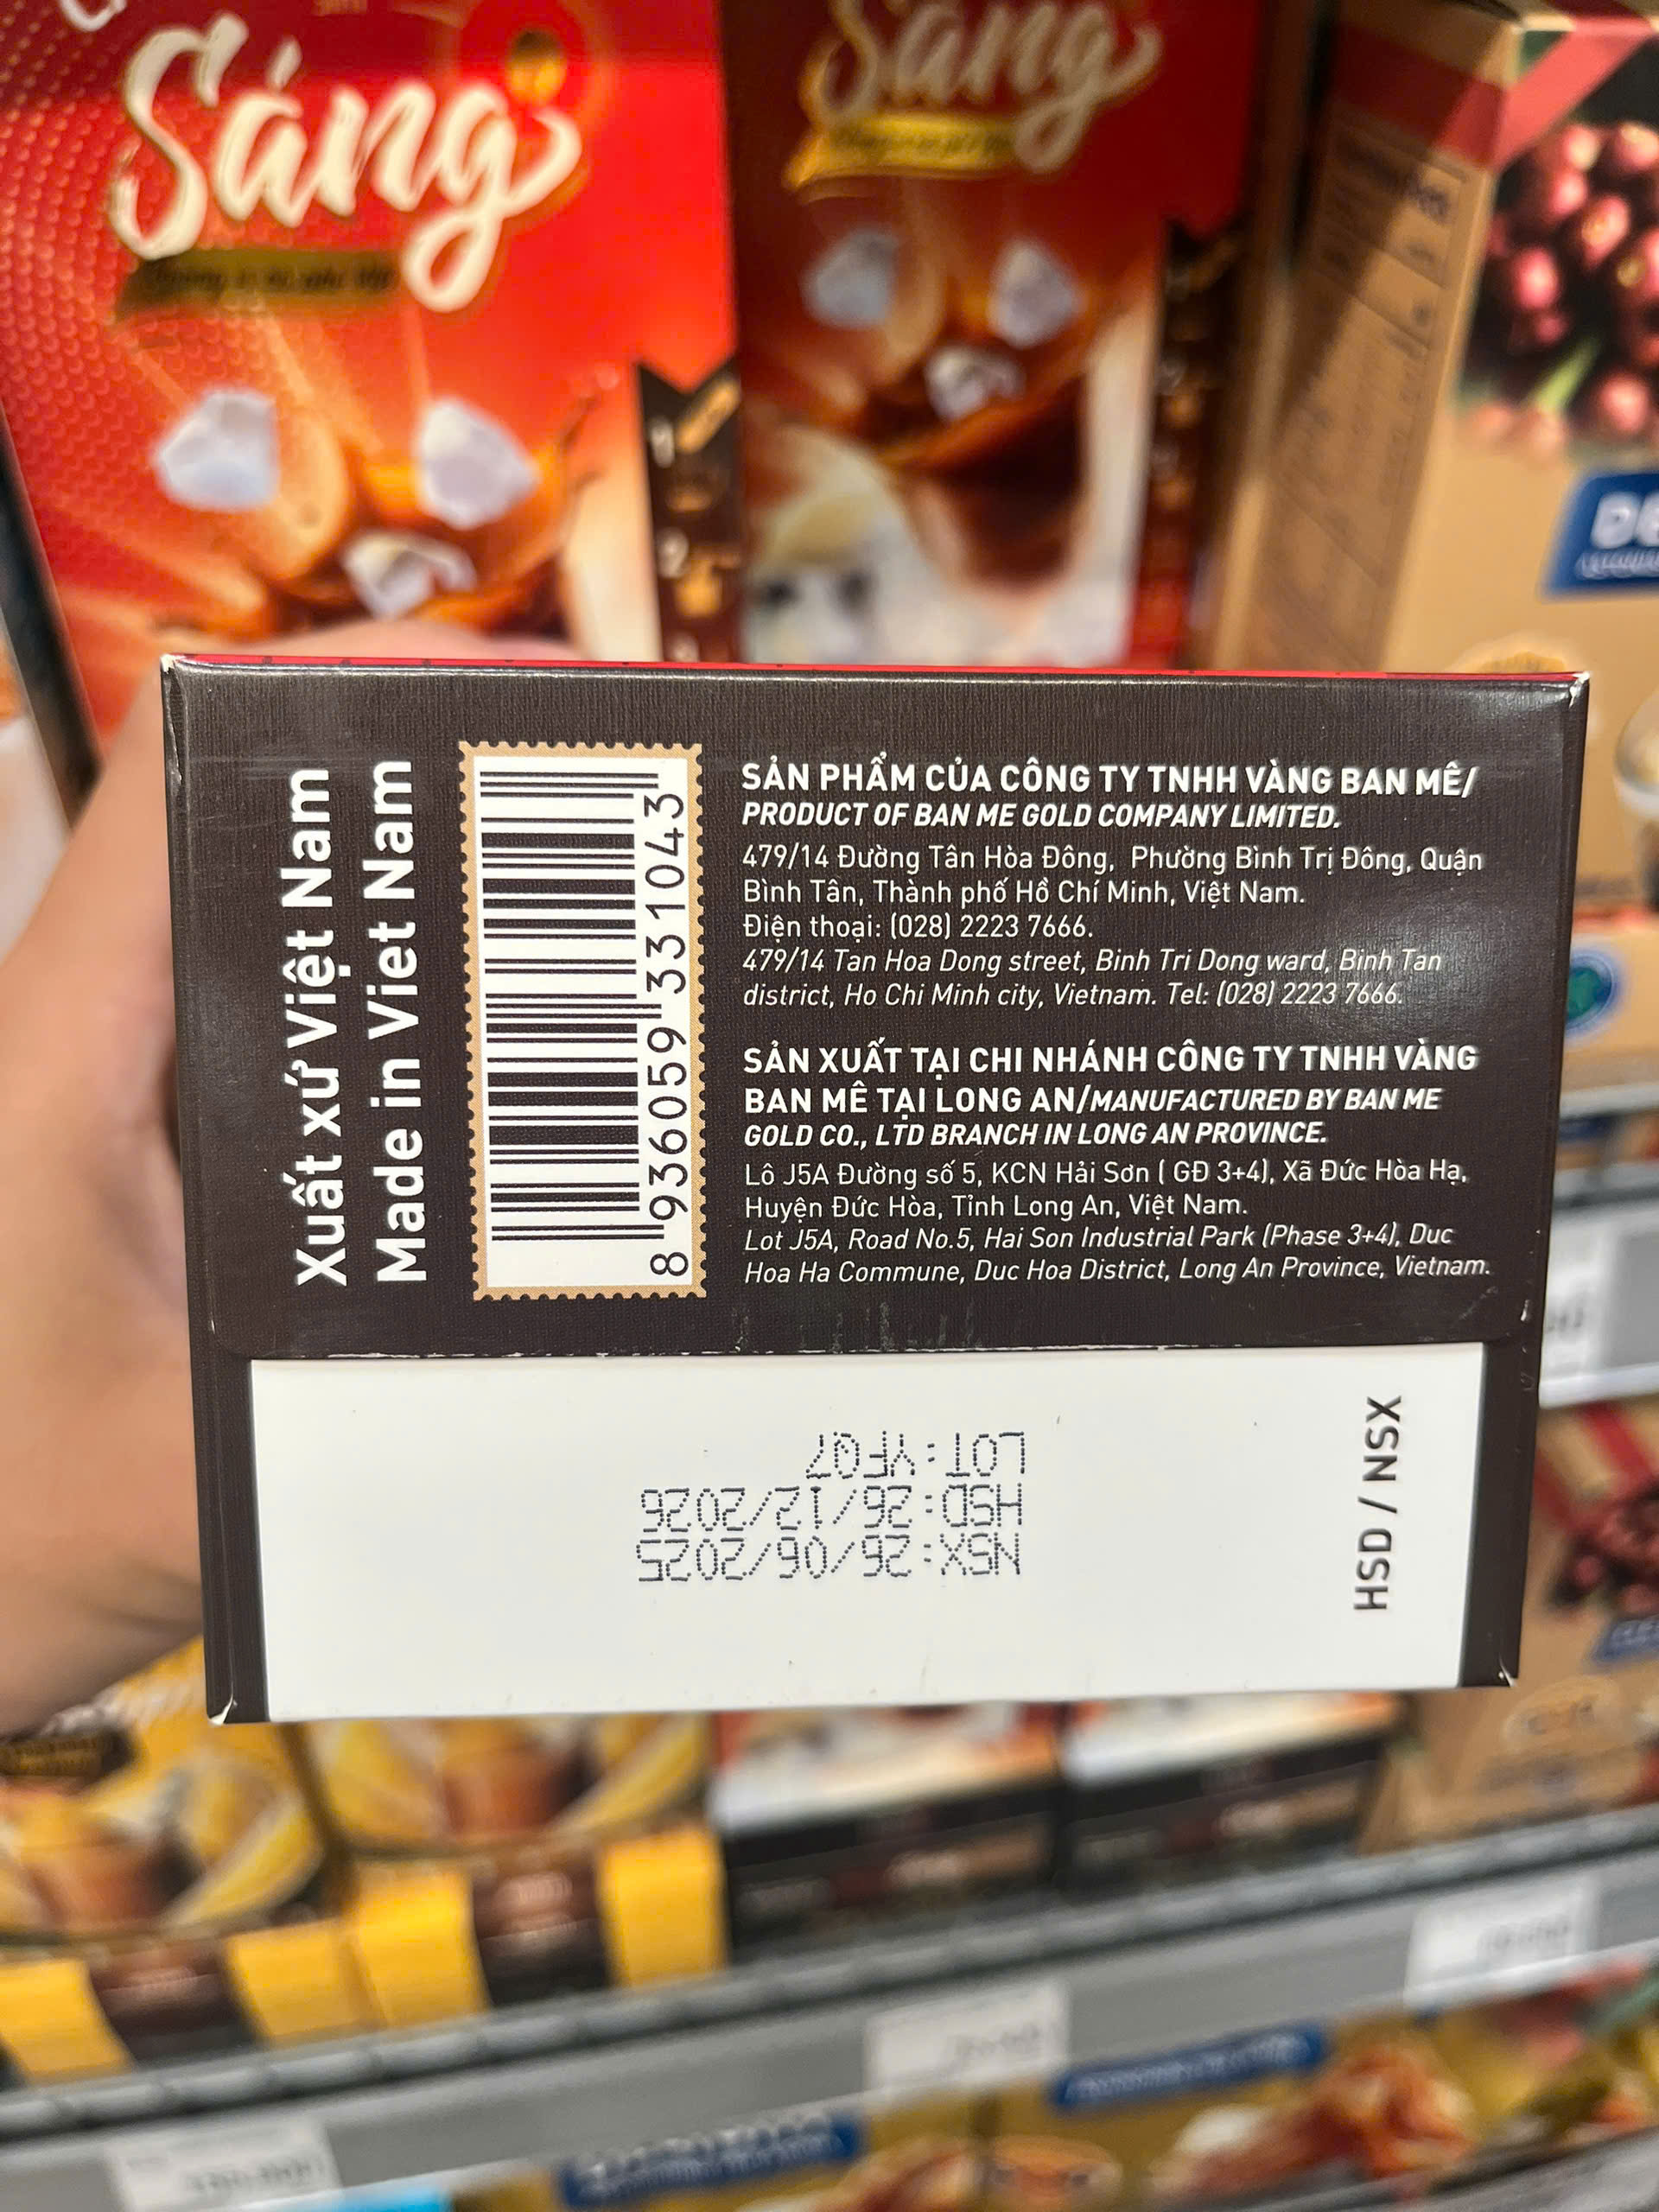 Sáng
Sáng
1
2
DE
Xuất xứ Việt Nam
Made in Viet Nam
8 936059 331043
SẢN PHẨM CỦA CÔNG TY TNHH VÀNG BAN MÊ/
PRODUCT OF BAN ME GOLD COMPANY LIMITED.
479/14 Đường Tân Hòa Đông, Phường Bình Trị Đông, Quận
Bình Tân, Thành phố Hồ Chí Minh, Việt Nam.
Điện thoại: (028) 2223 7666.
479/14 Tan Hoa Dong street, Binh Tri Dong ward, Binh Tan
district, Ho Chi Minh city, Vietnam. Tel: (028) 2223 7666.
SẢN XUẤT TẠI CHI NHÁNH CÔNG TY TNHH VÀNG
BAN MÊ TẠI LONG AN/MANUFACTURED BY BAN ME
GOLD CO., LTD BRANCH IN LONG AN PROVINCE.
Lô J5A Đường số 5, KCN Hải Sơn ( GĐ 3+4), Xã Đức Hòa Hạ,
Huyện Đức Hòa, Tỉnh Long An, Việt Nam.
Lot J5A, Road No.5, Hai Son Industrial Park (Phase 3+4), Duc
Hoa Ha Commune, Duc Hoa District, Long An Province, Vietnam.
NSX:26/06/2025
HSD:26/12/2026
LOT:YFQ7
HSD / NSX